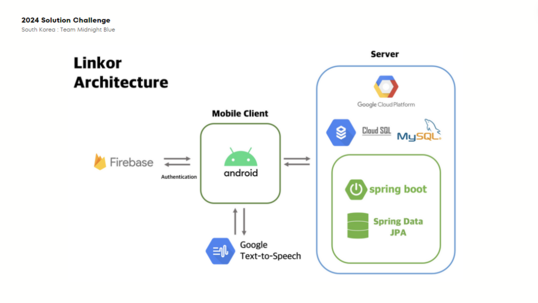 2024 Solution Challenge
South Korea : Team Midnight Blue
Linkor
Architecture
Server
Google Cloud Platform
Cloud SQL
MySQL
Mobile Client
Firebase
Authentication
android
spring boot
Spring Data
JPA
Google
Text-to-Speech